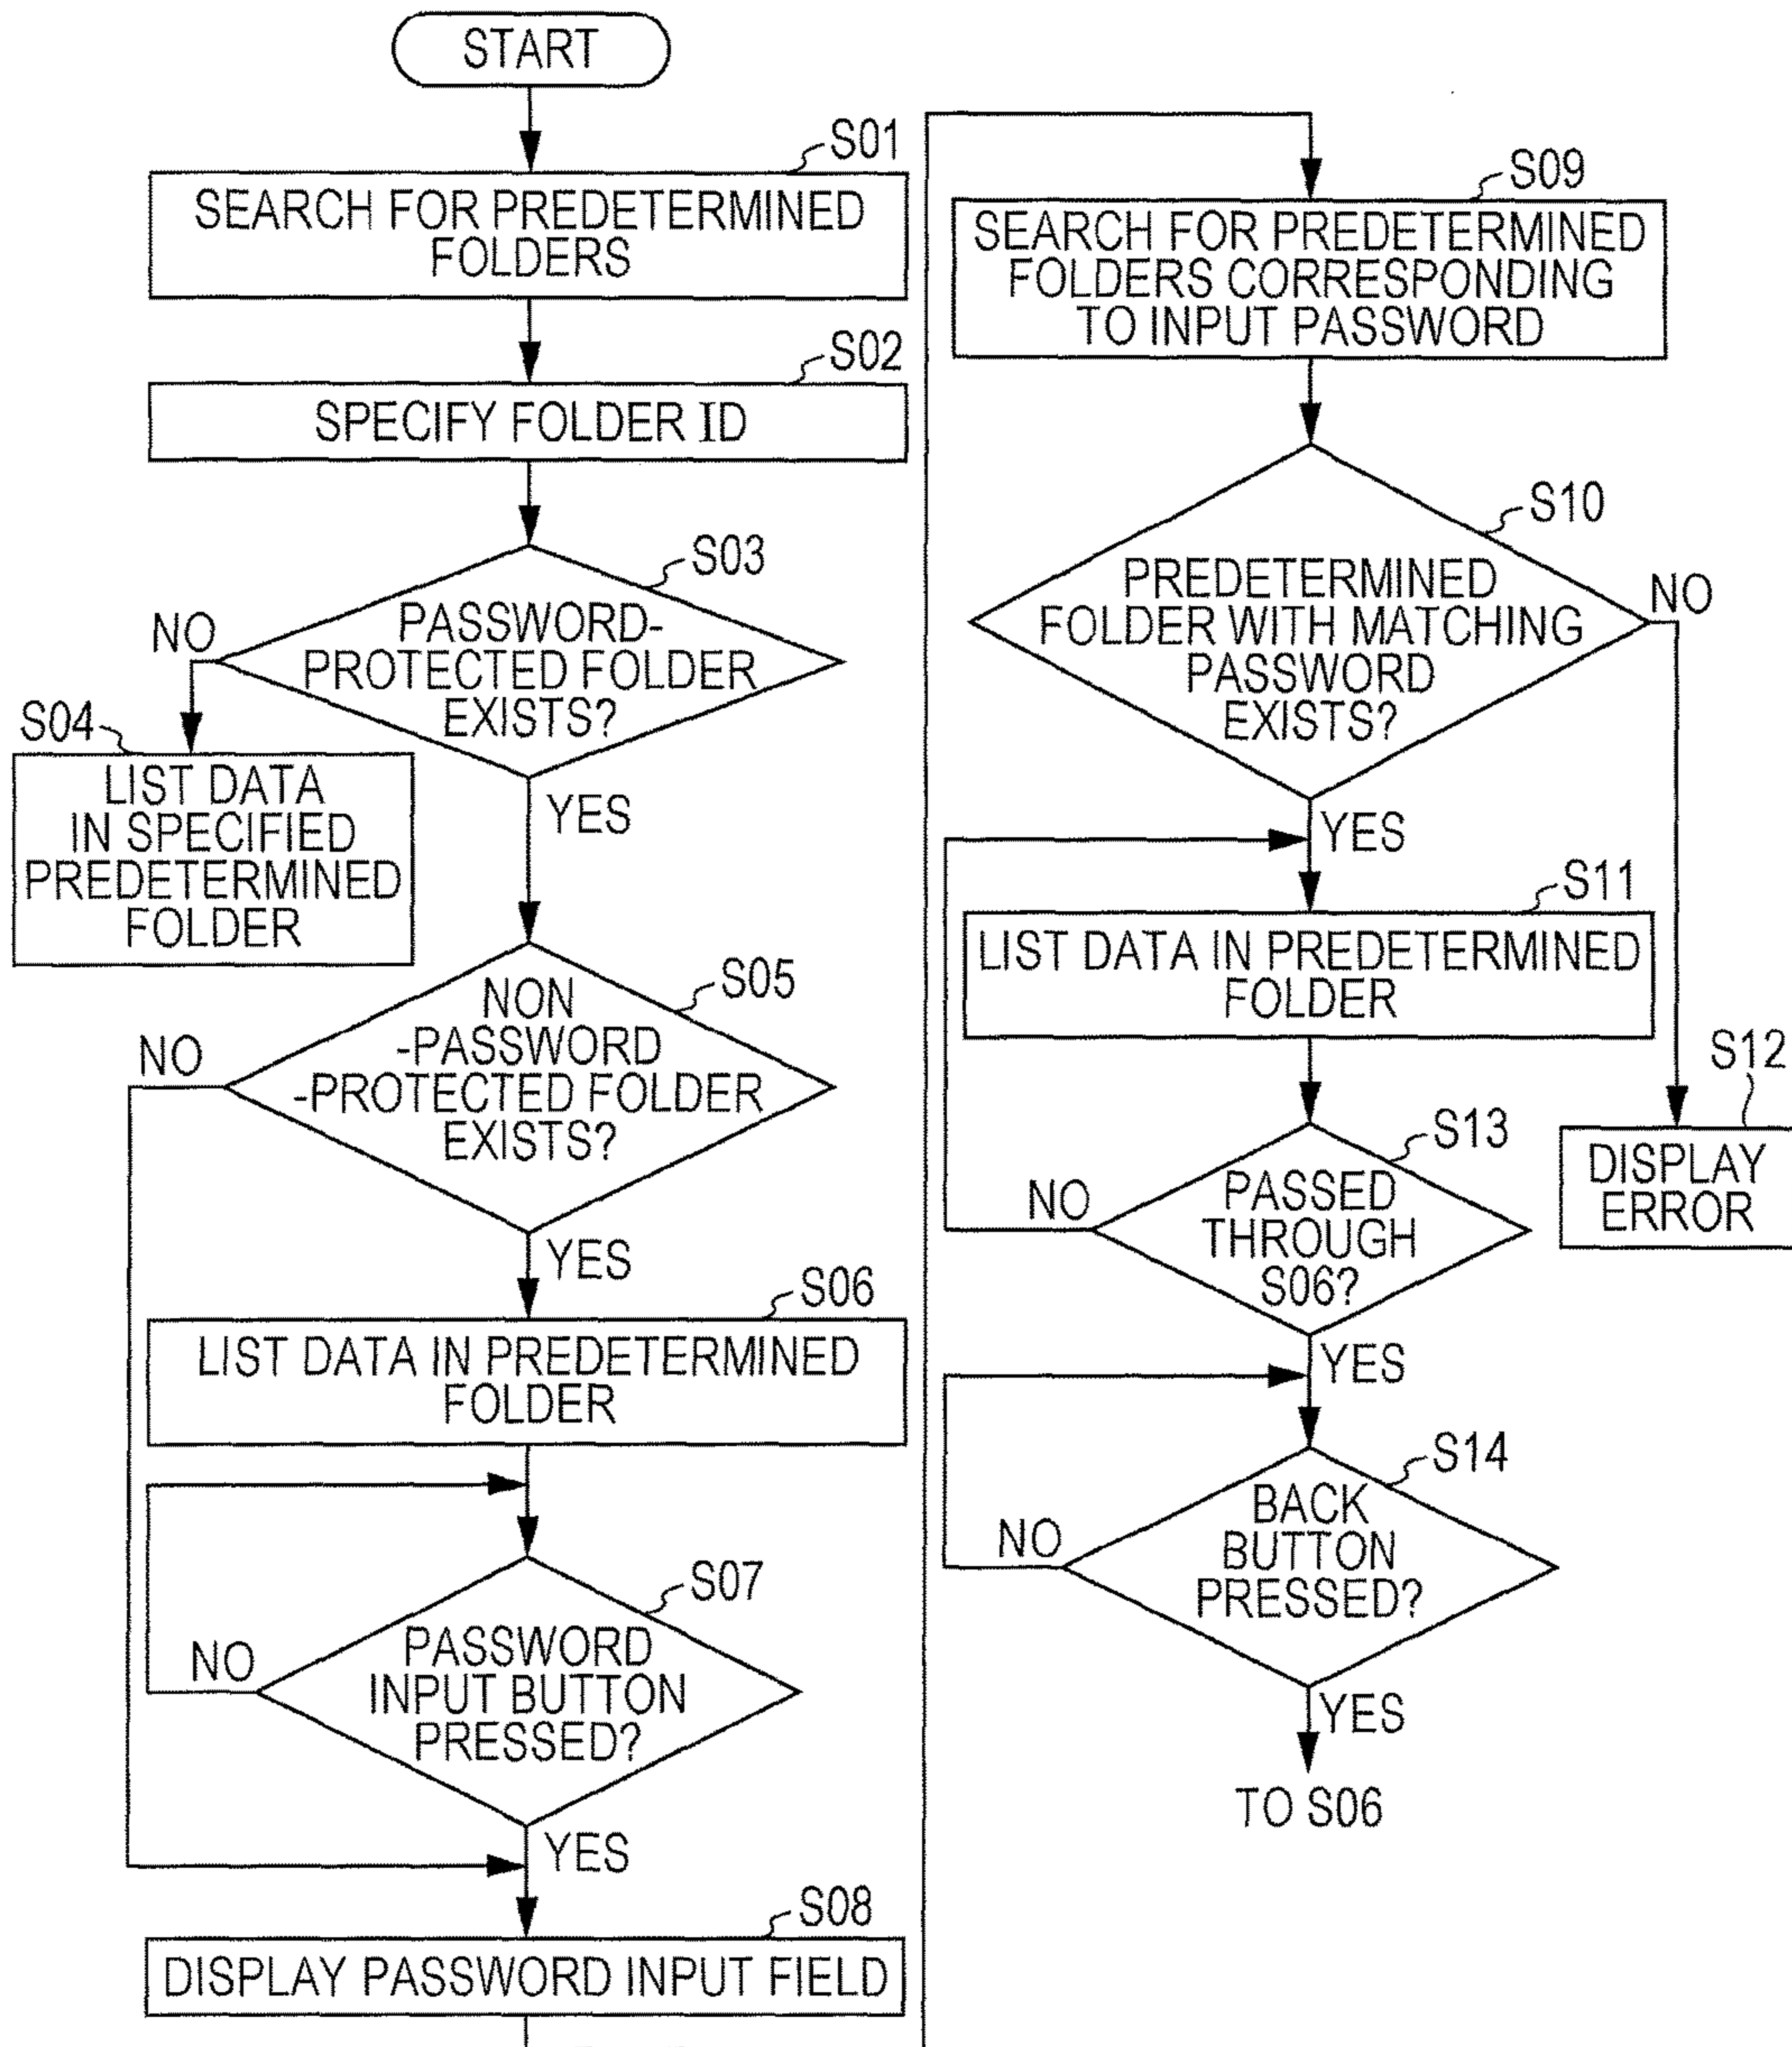 START
S01
SEARCH FOR PREDETERMINED
FOLDERS
S02
SPECIFY FOLDER ID
S03
PASSWORD-
PROTECTED FOLDER
EXISTS?
NO
YES
S04
LIST DATA
IN SPECIFIED
PREDETERMINED
FOLDER
S05
NON
-PASSWORD
-PROTECTED FOLDER
EXISTS?
NO
YES
S06
LIST DATA IN PREDETERMINED
FOLDER
S07
PASSWORD
INPUT BUTTON
PRESSED?
NO
YES
S08
DISPLAY PASSWORD INPUT FIELD
S09
SEARCH FOR PREDETERMINED
FOLDERS CORRESPONDING
TO INPUT PASSWORD
S10
PREDETERMINED
FOLDER WITH MATCHING
PASSWORD
EXISTS?
NO
YES
S11
LIST DATA IN PREDETERMINED
FOLDER
S12
DISPLAY
ERROR
S13
PASSED
THROUGH
S06?
NO
YES
S14
BACK
BUTTON
PRESSED?
NO
YES
TO S06